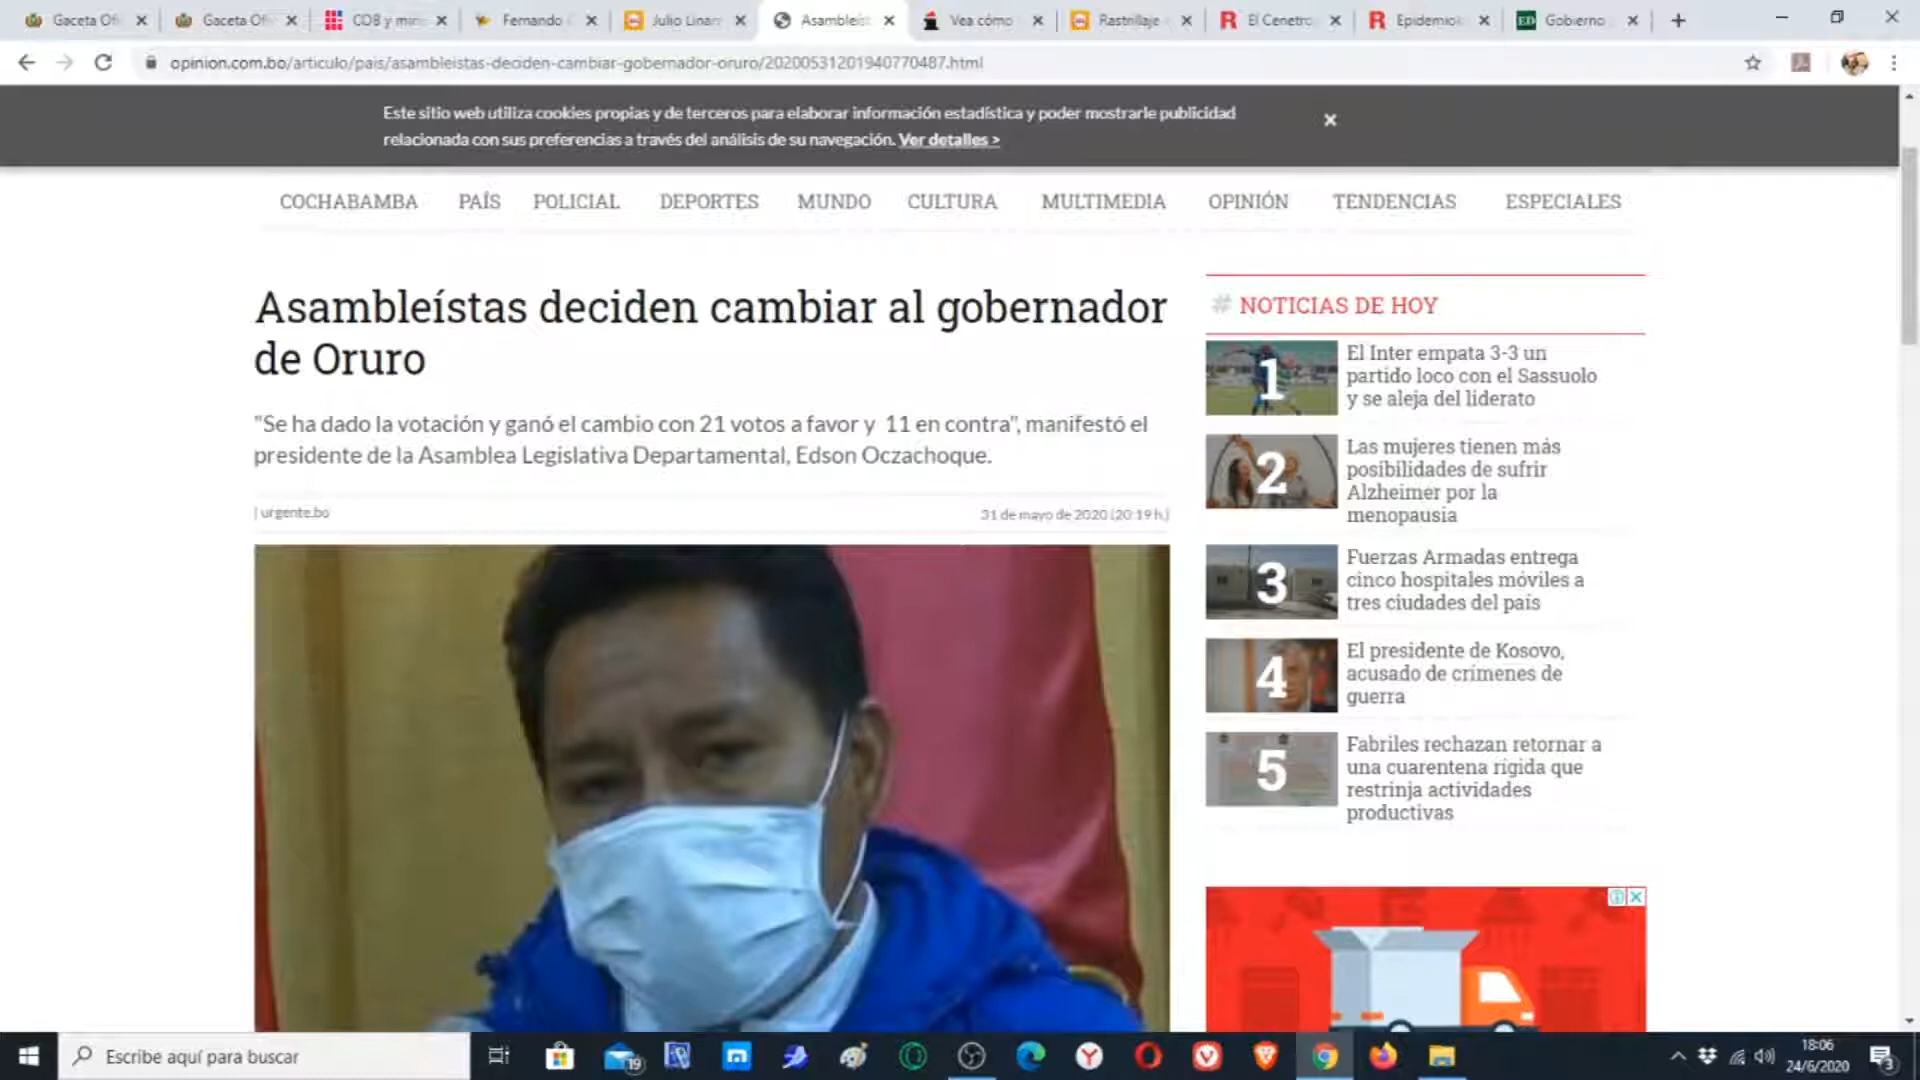 Gaceta Ofi
Gaceta Ofi
COB y mine
Fernando
Julio Linar
Asambleíst
Vea cómo
Rastrillaje
El Cenetro
Epidemiol
Gobierno
opinion.com.bo/articulo/pais/asambleistas-deciden-cambiar-gobernador-oruro/20200531201940770487.html
Este sitio web utiliza cookies propias y de terceros para elaborar información estadística y poder mostrarle publicidad
relacionada con sus preferencias a través del análisis de su navegación. Ver detalles >
COCHABAMBA PAÍS POLICIAL DEPORTES MUNDO CULTURA MULTIMEDIA OPINIÓN TENDENCIAS ESPECIALES
Asambleístas deciden cambiar al gobernador
de Oruro
"Se ha dado la votación y ganó el cambio con 21 votos a favor y 11 en contra", manifestó el
presidente de la Asamblea Legislativa Departamental, Edson Oczachoque.
| urgente.bo
31 de mayo de 2020 (20:19 h.)
# NOTICIAS DE HOY
1
El Inter empata 3-3 un
partido loco con el Sassuolo
y se aleja del liderato
2
Las mujeres tienen más
posibilidades de sufrir
Alzheimer por la
menopausia
3
Fuerzas Armadas entrega
cinco hospitales móviles a
tres ciudades del país
4
El presidente de Kosovo,
acusado de crímenes de
guerra
5
Fabriles rechazan retornar a
una cuarentena rígida que
restrinja actividades
productivas
Escribe aquí para buscar
19
18:06
24/6/2020
3